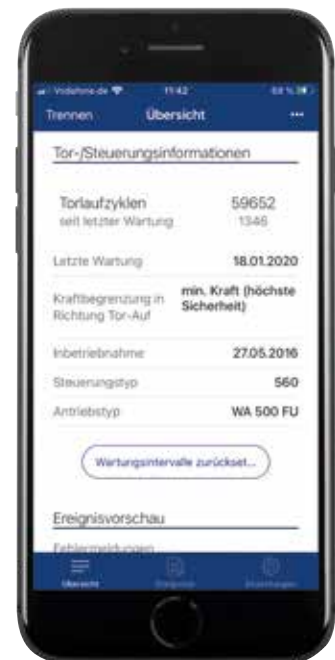 Vodafone.de 11:42
Trennen Übersicht ...
Tor-/Steuerungsinformationen
Torlaufzyklen 59652
seit letzter Wartung 1346
Letzte Wartung 18.01.2020
Kraftbegrenzung in Richtung Tor-Auf min. Kraft (höchste Sicherheit)
Inbetriebnahme 27.05.2016
Steuerungstyp 560
Antriebstyp WA 500 FU
Wartungsintervalle zurückset...
Ereignisvorschau
Fehlermeldungen
Übersicht